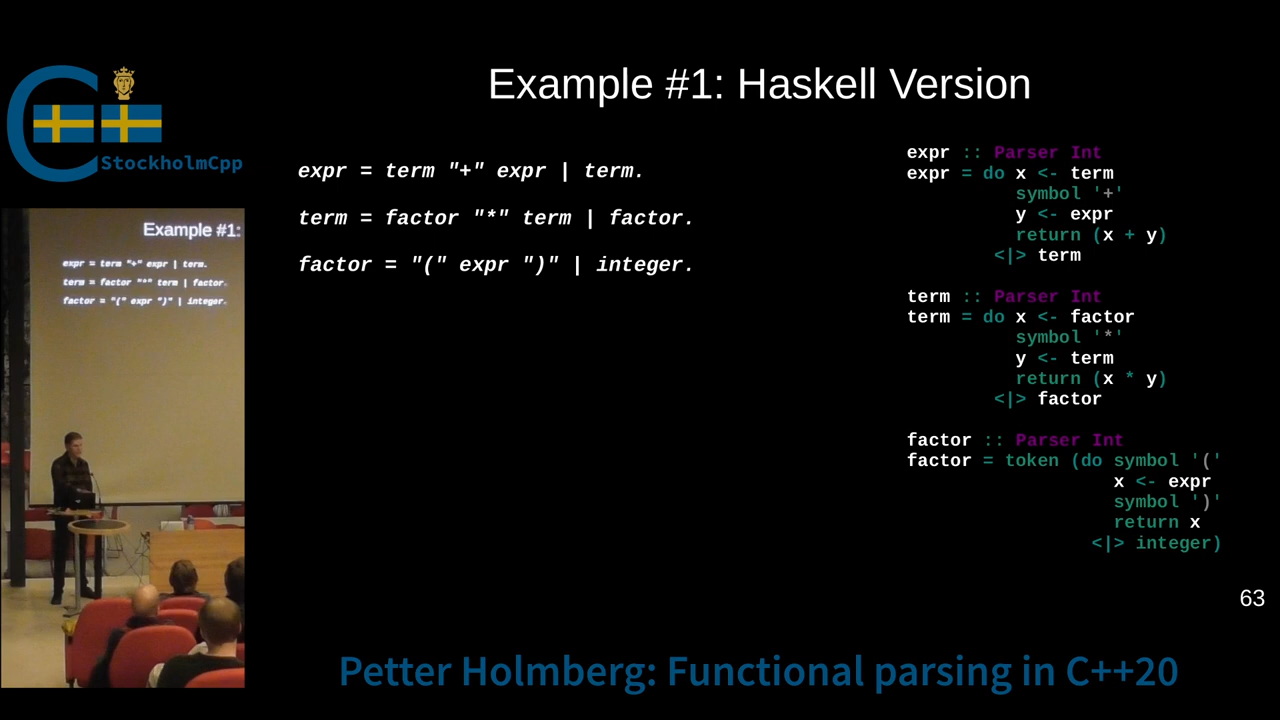 Example #1: Haskell Version
StockholmCpp
expr = term "+" expr | term.
term = factor "*" term | factor.
factor = "(" expr ")" | integer.
expr :: Parser Int
expr = do x <- term
symbol '+'
y <- expr
return (x + y)
<|> term
term :: Parser Int
term = do x <- factor
symbol '*'
y <- term
return (x * y)
<|> factor
factor :: Parser Int
factor = token (do symbol '('
x <- expr
symbol ')'
return x
<|> integer)
Example #1:
expr = term "+" expr | term.
term = factor "*" term | factor.
factor = "(" expr ")" | integer.
63
Petter Holmberg: Functional parsing in C++20